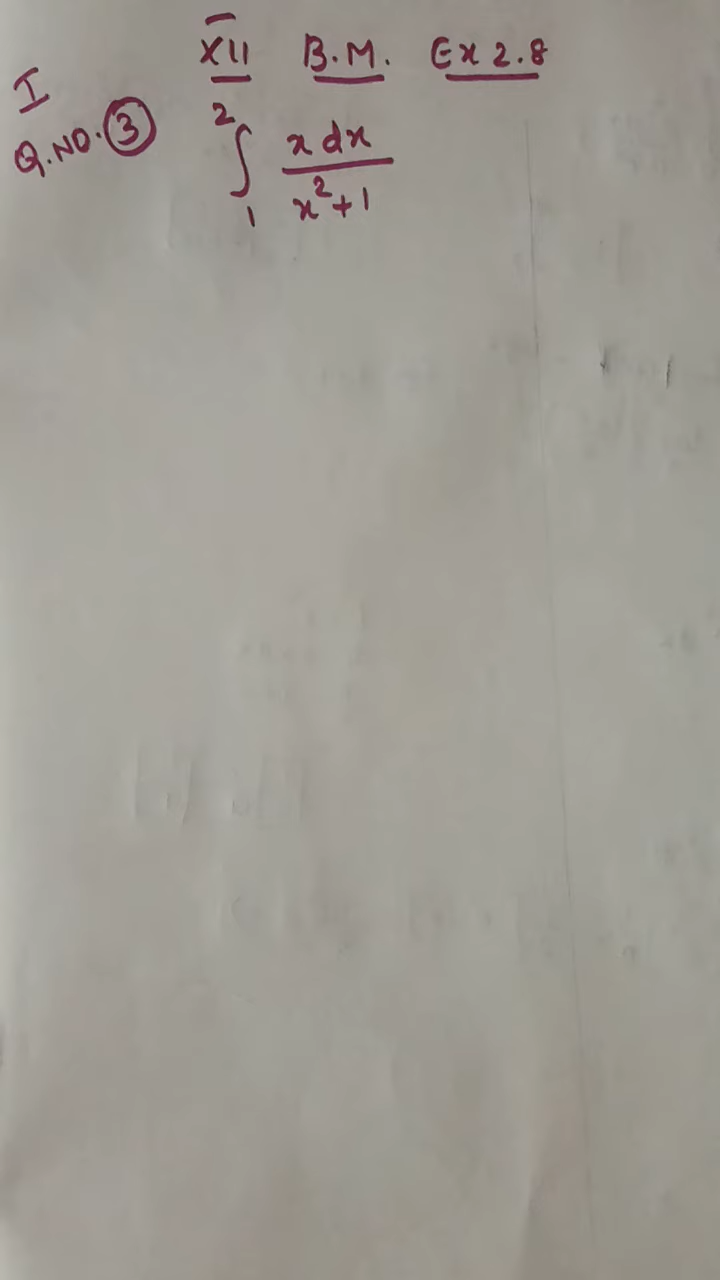 XII B.M. Ex 2.8
I
Q.NO. 3 ∫₁² x dx / x²+1